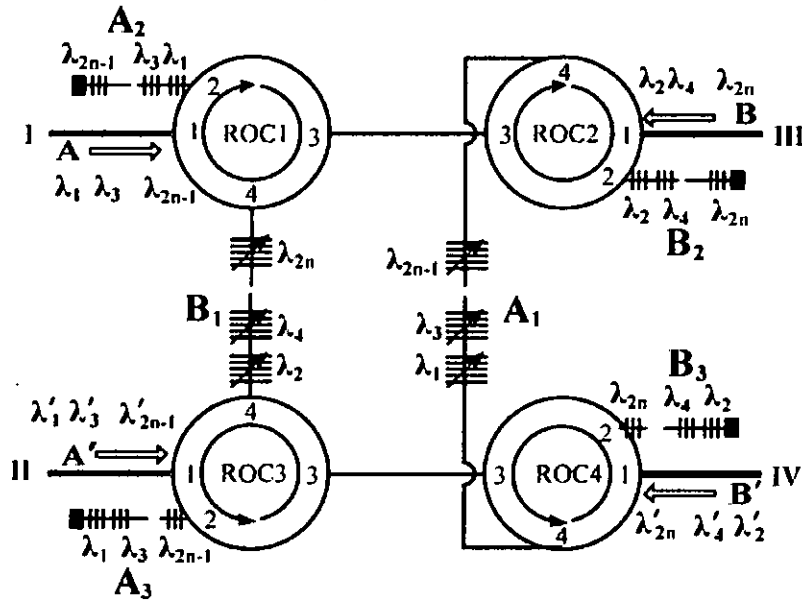 A₂
λ₂ₙ₋₁ λ₃ λ₁
2
1 ROC1 3
4
I
A
λ₁ λ₃ λ₂ₙ₋₁
4
3 ROC2 1
2
λ₂ λ₄ λ₂ₙ
B
III
λ₂ λ₄ λ₂ₙ
B₂
λ₂ₙ
B₁
λ₄
λ₂
λ₂ₙ₋₁
A₁
λ₃
λ₁
λ'₁ λ'₃ λ'₂ₙ₋₁
A'
II
4
1 ROC3 3
2
λ₁ λ₃ λ₂ₙ₋₁
A₃
B₃
λ₂ₙ λ₄ λ₂
2
3 ROC4 1
4
IV
B'
λ'₂ₙ λ'₄ λ'₂